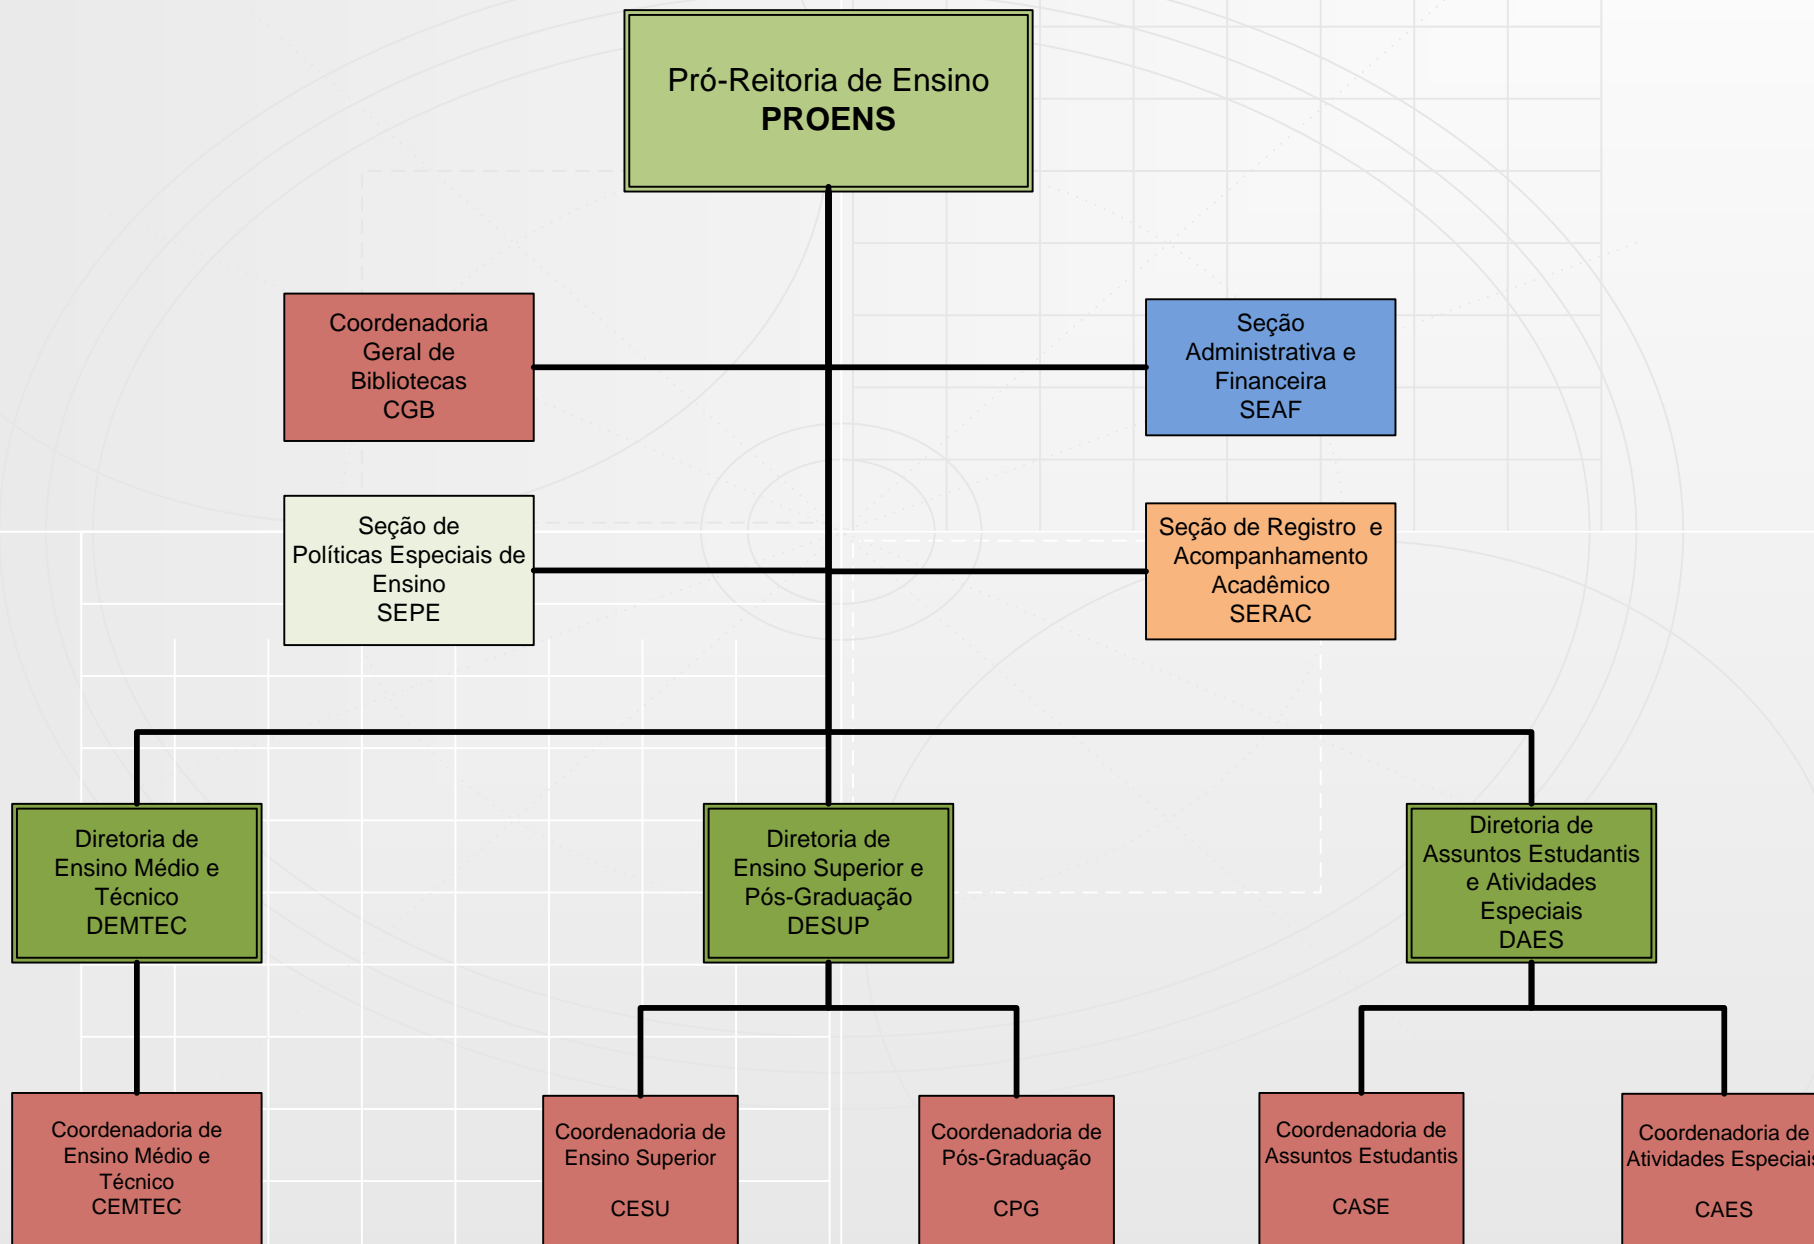 Pró-Reitoria de Ensino
PROENS
Coordenadoria
Geral de
Bibliotecas
CGB
Seção
Administrativa e
Financeira
SEAF
Seção de
Políticas Especiais de
Ensino
SEPE
Seção de Registro e
Acompanhamento
Acadêmico
SERAC
Diretoria de
Ensino Médio e
Técnico
DEMTEC
Diretoria de
Ensino Superior e
Pós-Graduação
DESUP
Diretoria de
Assuntos Estudantis
e Atividades
Especiais
DAES
Coordenadoria de
Ensino Médio e
Técnico
CEMTEC
Coordenadoria de
Ensino Superior
CESU
Coordenadoria de
Pós-Graduação
CPG
Coordenadoria de
Assuntos Estudantis
CASE
Coordenadoria de
Atividades Especiais
CAES